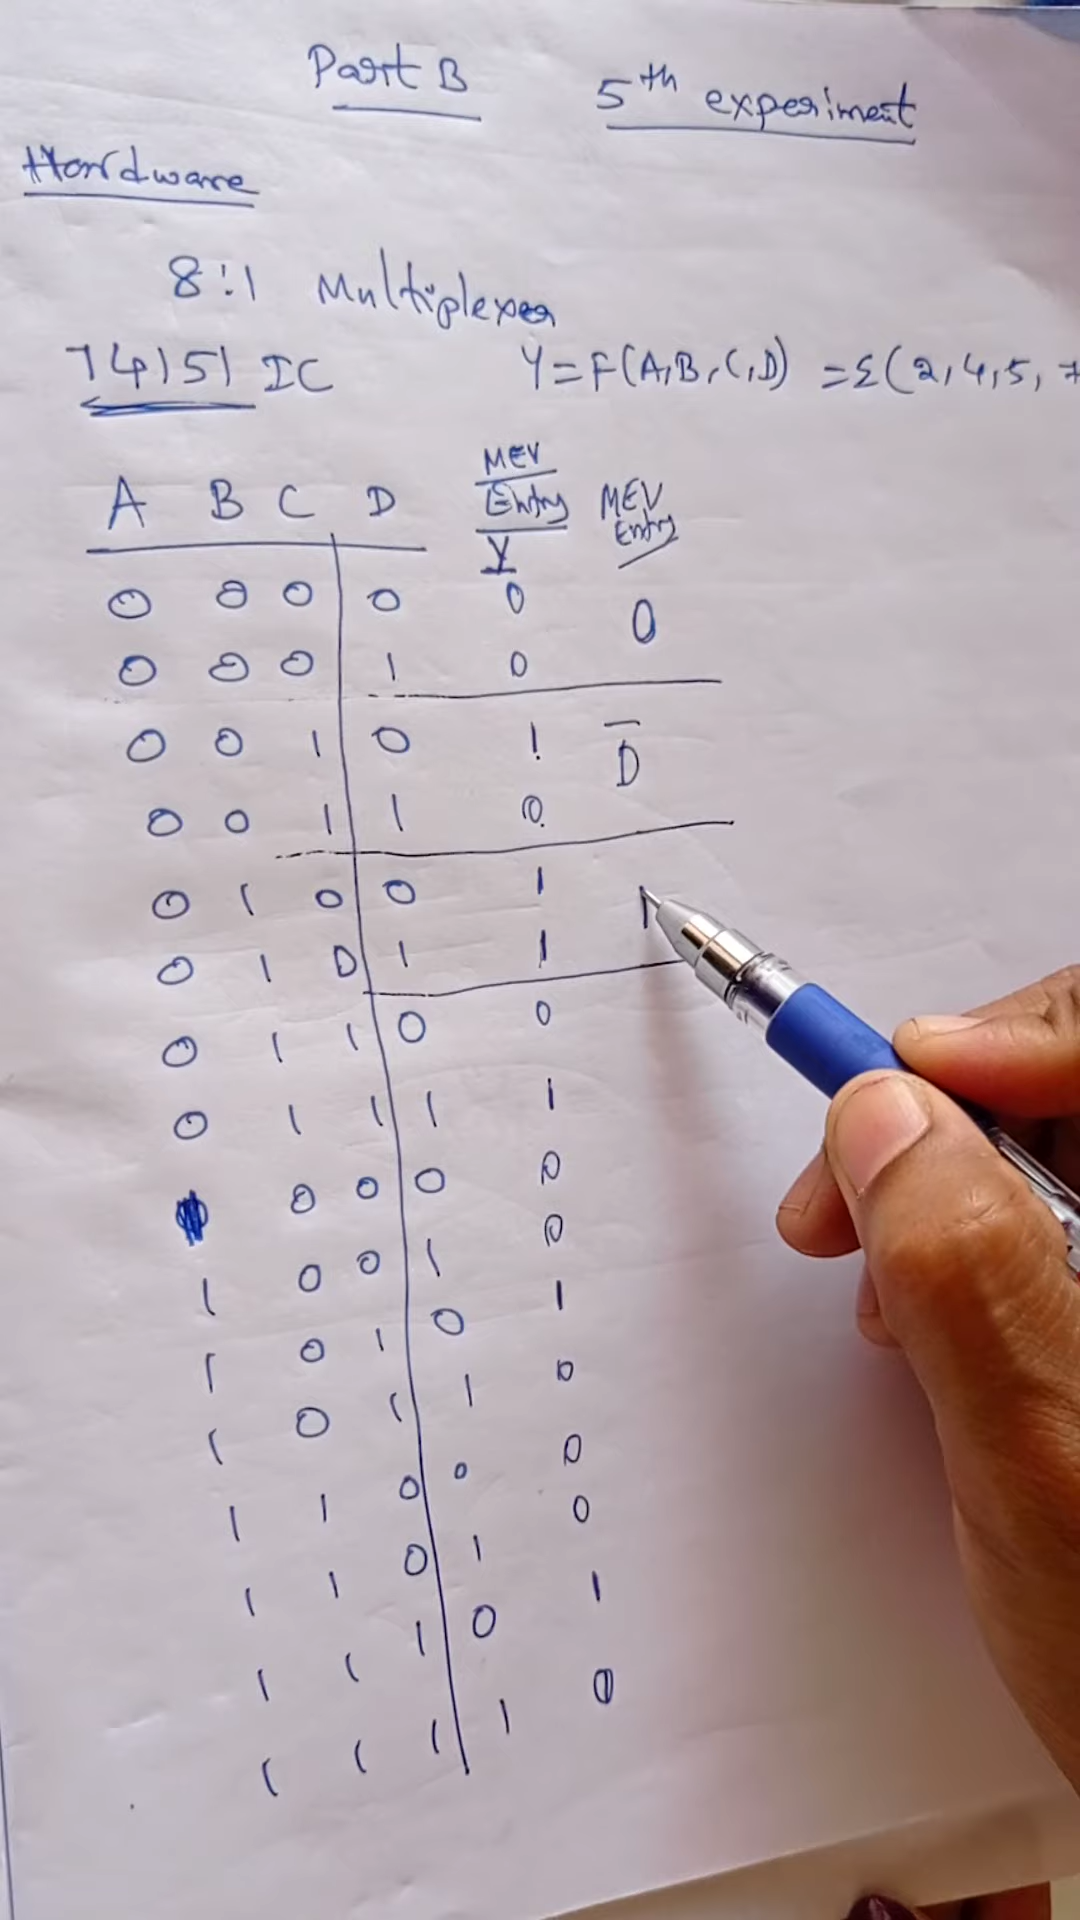 Part B 5th experiment
Hardware
8:1 Multiplexer
74151 IC Y=F(A,B,C,D) =Σ(2,4,5,7
A B C D MEV Entry Y MEV Entry
0 0 0 0 0 0
0 0 0 1 0
0 0 1 0 1 D̅
0 0 1 1 0
0 1 0 0 1 1
0 1 0 1 1
0 1 1 0 0
0 1 1 1 1
0 0 0 0
1 0 0 1 0
1 0 1 0 1
1 0 1 1 0
1 1 0 0 0
1 1 0 1 0
1 1 1 0 1
1 1 1 1 0